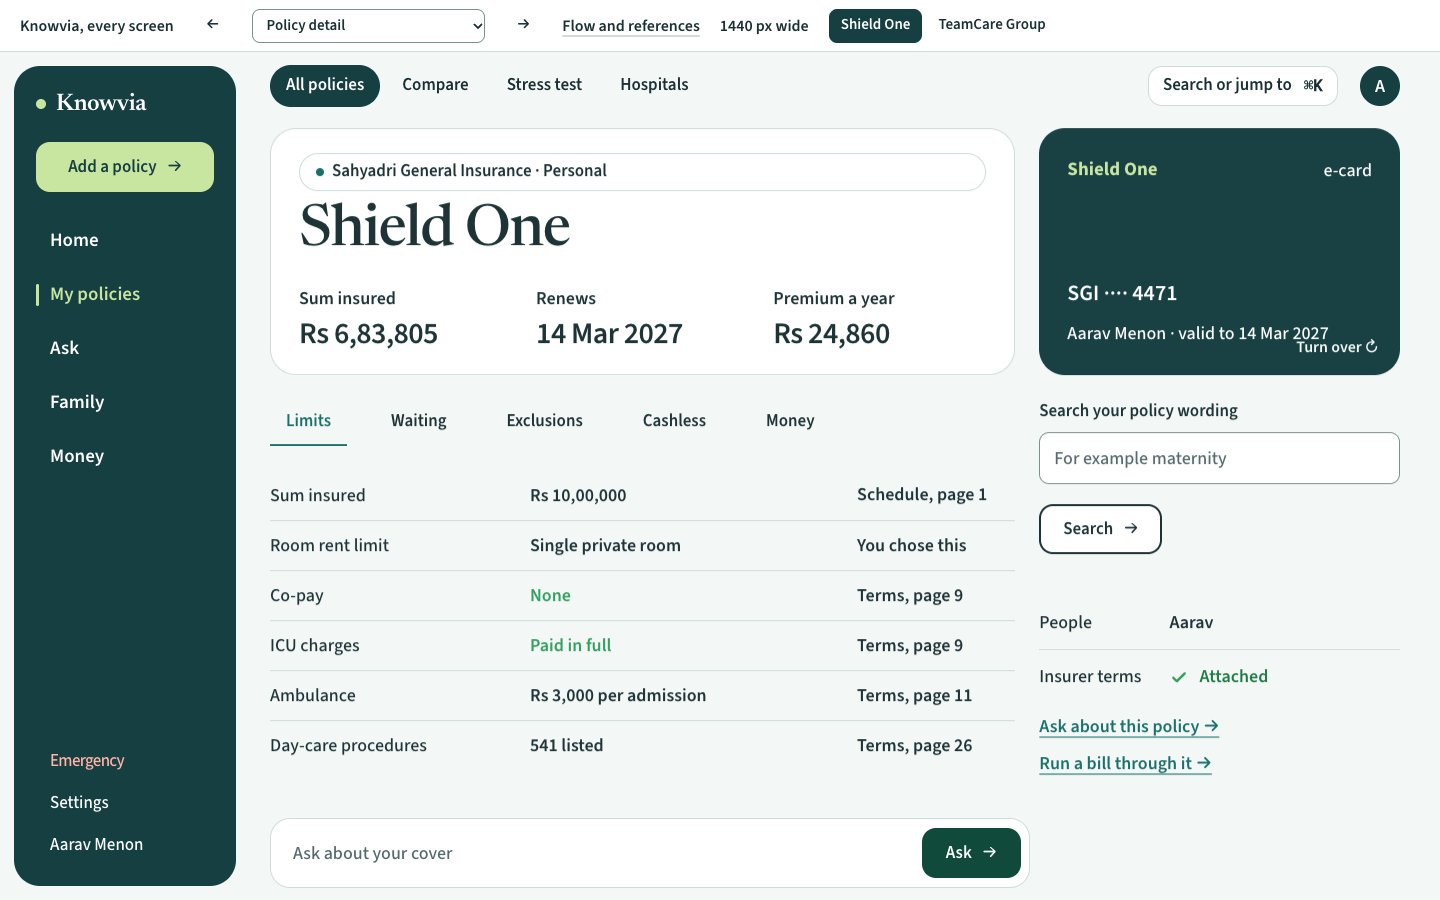 Knowvia, every screen ← Policy detail → Flow and references 1440 px wide Shield One TeamCare Group
Knowvia
Add a policy →
Home
My policies
Ask
Family
Money
Emergency
Settings
Aarav Menon
All policies Compare Stress test Hospitals Search or jump to ⌘K A
Sahyadri General Insurance · Personal
Shield One
Sum insured Renews Premium a year
Rs 6,83,805 14 Mar 2027 Rs 24,860
Shield One e-card
SGI ···· 4471
Aarav Menon · valid to 14 Mar 2027
Turn over ↻
Limits Waiting Exclusions Cashless Money
Sum insured Rs 10,00,000 Schedule, page 1
Room rent limit Single private room You chose this
Co-pay None Terms, page 9
ICU charges Paid in full Terms, page 9
Ambulance Rs 3,000 per admission Terms, page 11
Day-care procedures 541 listed Terms, page 26
Search your policy wording
For example maternity
Search →
People Aarav
Insurer terms ✓ Attached
Ask about this policy →
Run a bill through it →
Ask about your cover Ask →